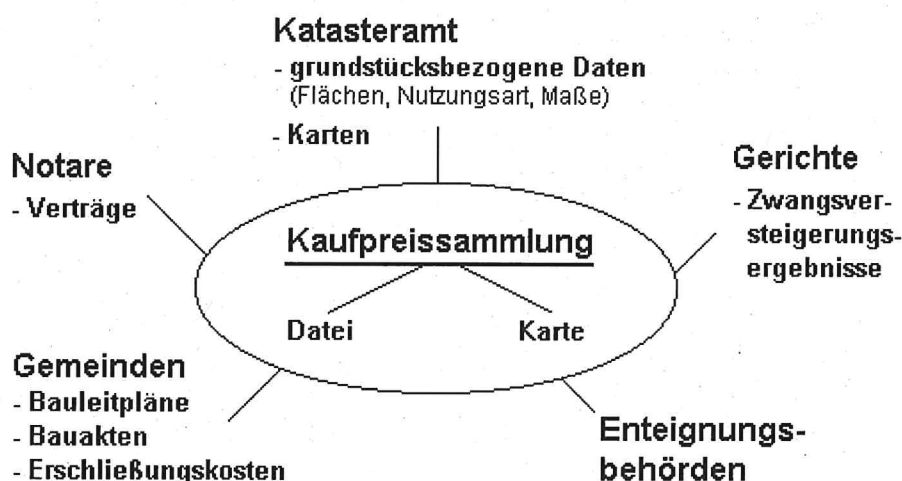 Katasteramt
- grundstücksbezogene Daten
(Flächen, Nutzungsart, Maße)
- Karten
Notare
- Verträge
Gerichte
- Zwangsver-
steigerungs-
ergebnisse
Kaufpreissammlung
Datei
Karte
Gemeinden
- Bauleitpläne
- Bauakten
- Erschließungskosten
Enteignungs-
behörden